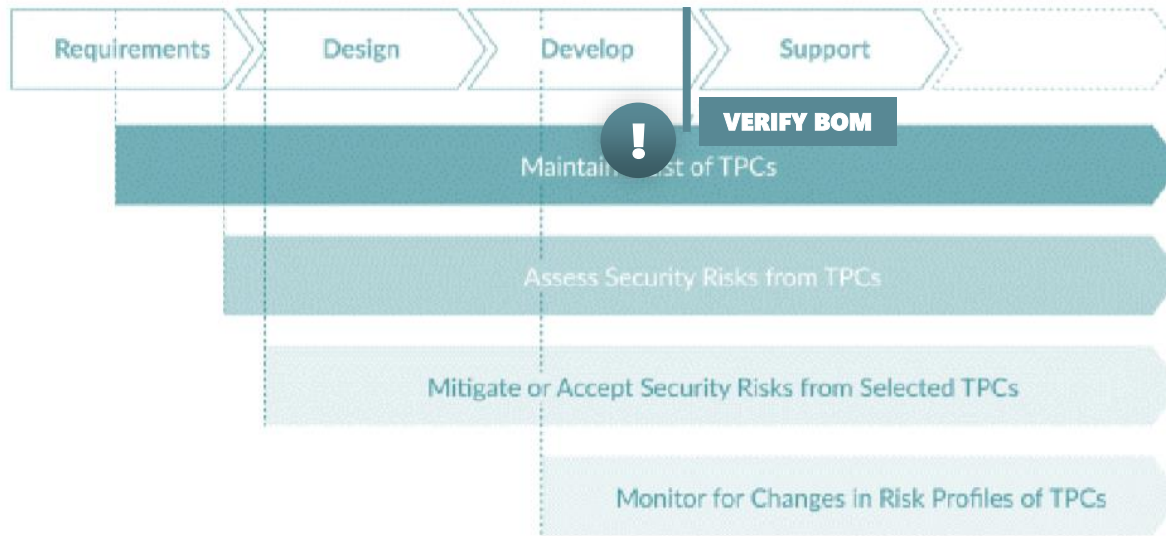 Requirements
Design
Develop
Support
VERIFY BOM
!
Maintain st of TPCs
Assess Security Risks from TPCs
Mitigate or Accept Security Risks from Selected TPCs
Monitor for Changes in Risk Profiles of TPCs